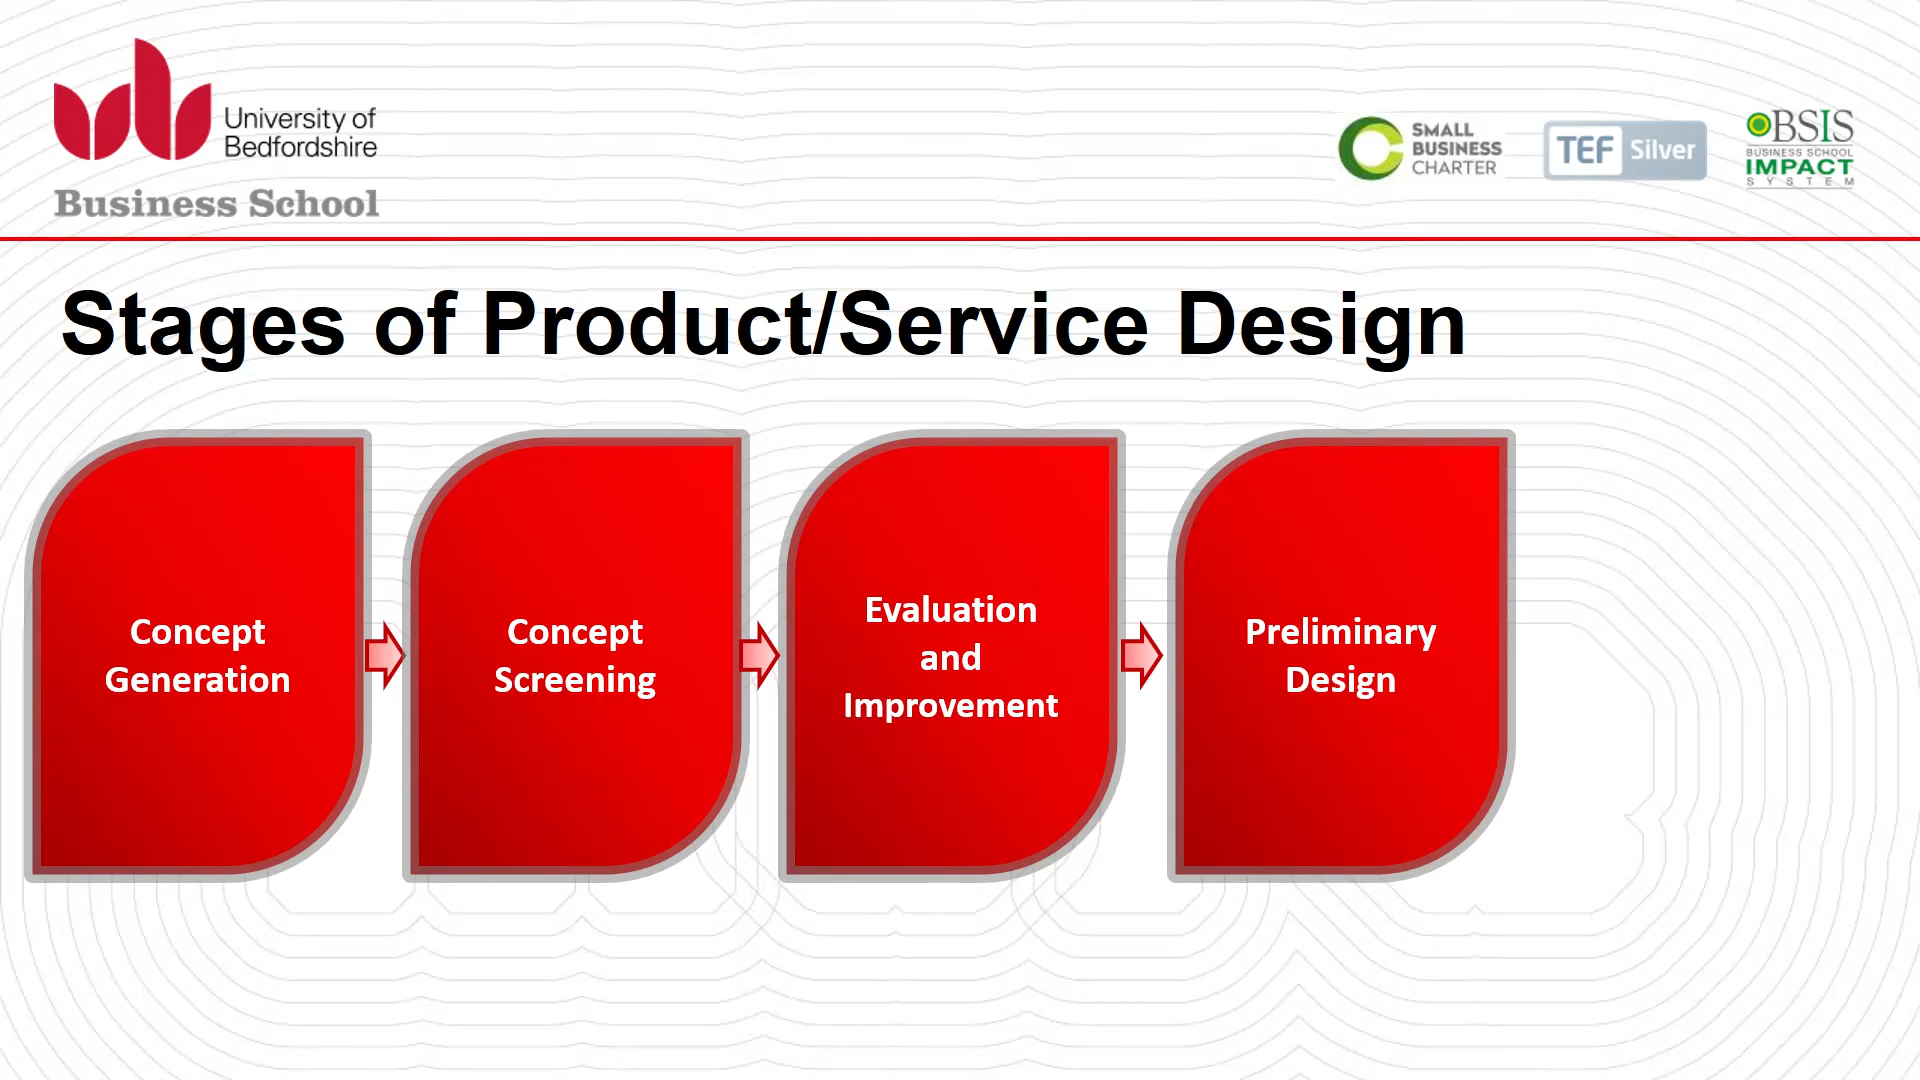 University of
Bedfordshire
Business School
SMALL
BUSINESS
CHARTER
TEF Silver
BSIS
BUSINESS SCHOOL
IMPACT
SYSTEM
Stages of Product/Service Design
Concept
Generation
Concept
Screening
Evaluation
and
Improvement
Preliminary
Design